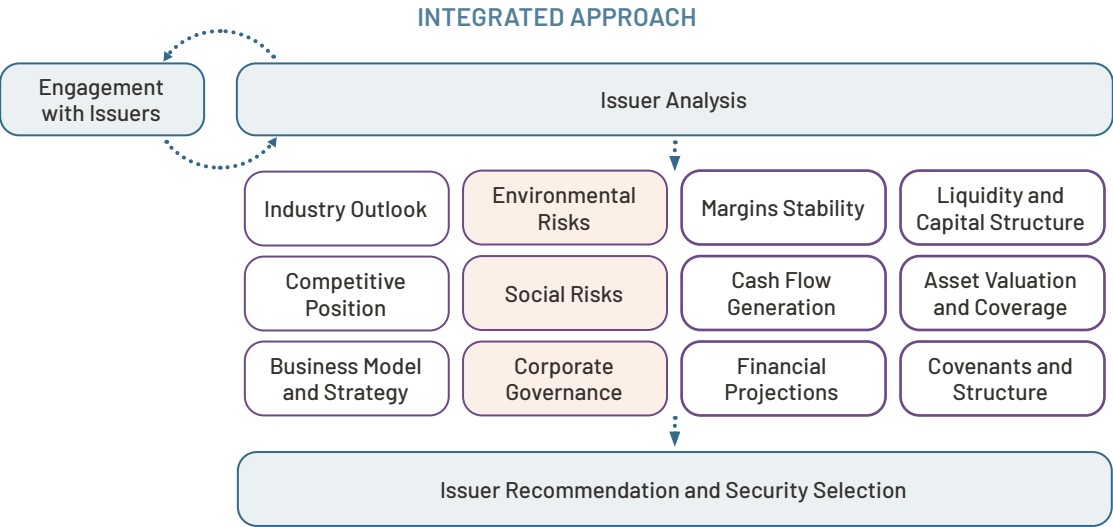 INTEGRATED APPROACH
Engagement
with Issuers
Issuer Analysis
Industry Outlook
Environmental
Risks
Margins Stability
Liquidity and
Capital Structure
Competitive
Position
Social Risks
Cash Flow
Generation
Asset Valuation
and Coverage
Business Model
and Strategy
Corporate
Governance
Financial
Projections
Covenants and
Structure
Issuer Recommendation and Security Selection